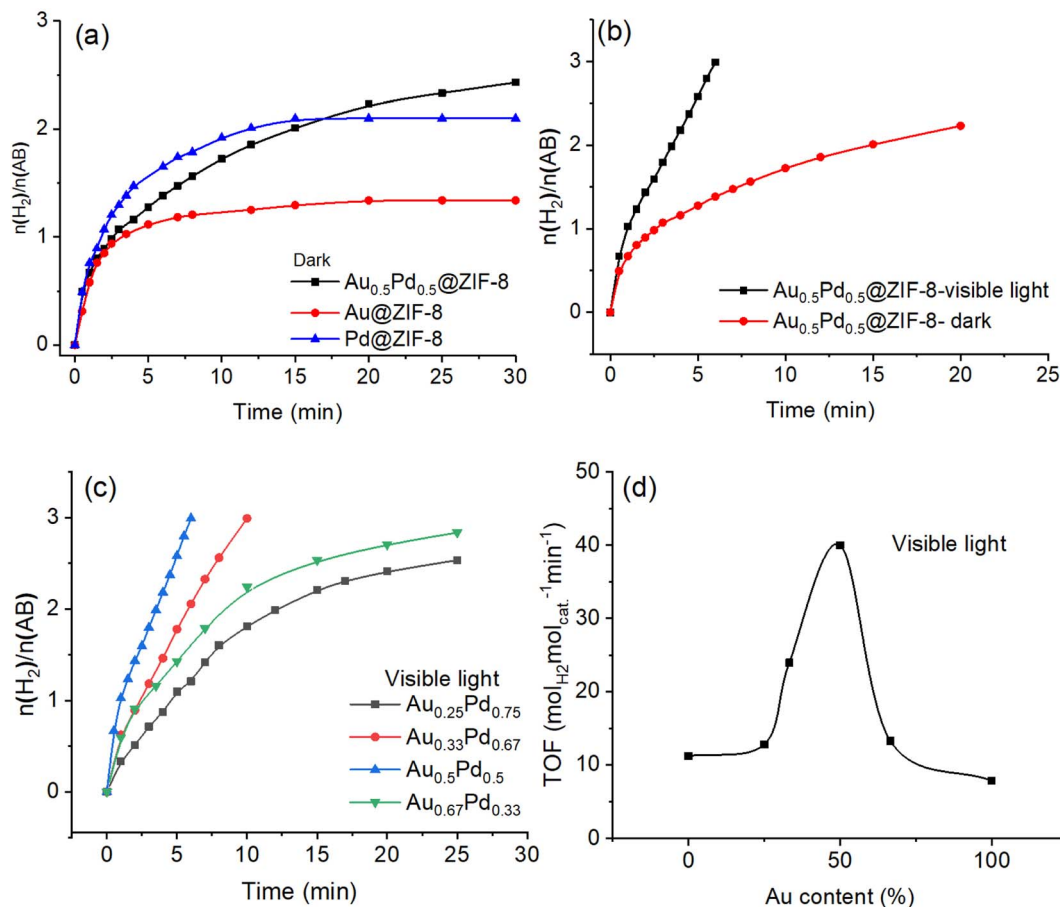 (a)
3
2
1
0
n(H₂)/n(AB)
Dark
Au₀.₅Pd₀.₅@ZIF-8
Au@ZIF-8
Pd@ZIF-8
0 5 10 15 20 25 30
Time (min)
(b)
3
2
1
0
n(H₂)/n(AB)
Au₀.₅Pd₀.₅@ZIF-8-visible light
Au₀.₅Pd₀.₅@ZIF-8- dark
0 5 10 15 20 25
Time (min)
(c)
3
2
1
0
n(H₂)/n(AB)
Visible light
Au₀.₂₅Pd₀.₇₅
Au₀.₃₃Pd₀.₆₇
Au₀.₅Pd₀.₅
Au₀.₆₇Pd₀.₃₃
0 5 10 15 20 25
Time (min)
(d)
50
40
30
20
10
0
TOF (mol_H2 mol_cat.⁻¹min⁻¹)
Visible light
0 50 100
Au content (%)